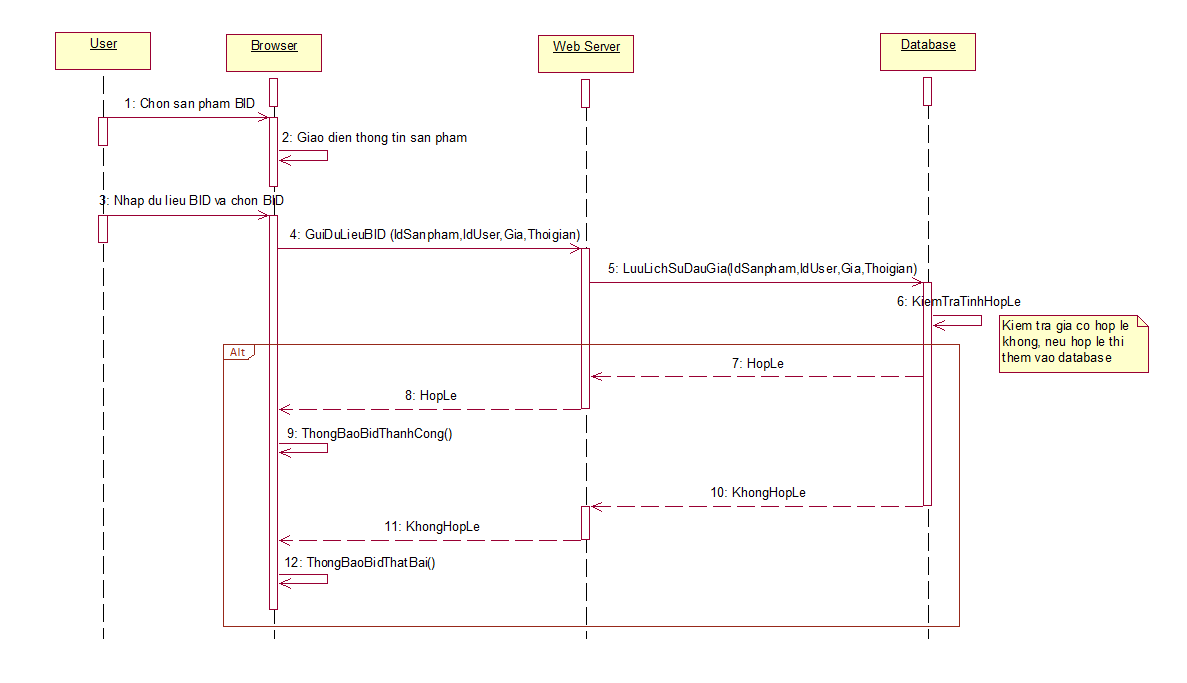 User
Browser
Web Server
Database
1: Chon san pham BID
2: Giao dien thong tin san pham
3: Nhap du lieu BID va chon BID
4: GuiDuLieuBID (IdSanpham,IdUser,Gia,Thoigian)
5: LuuLichSuDauGia(IdSanpham,IdUser,Gia,Thoigian)
6: KiemTraTinhHopLe
Kiem tra gia co hop le
khong, neu hop le thi
them vao database
Alt
7: HopLe
8: HopLe
9: ThongBaoBidThanhCong()
10: KhongHopLe
11: KhongHopLe
12: ThongBaoBidThatBai()